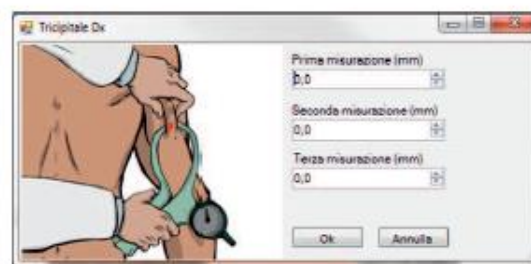 Tricipitale Dx
Prima misurazione (mm)
0,0
Seconda misurazione (mm)
0,0
Terza misurazione (mm)
0,0
Ok
Annulla